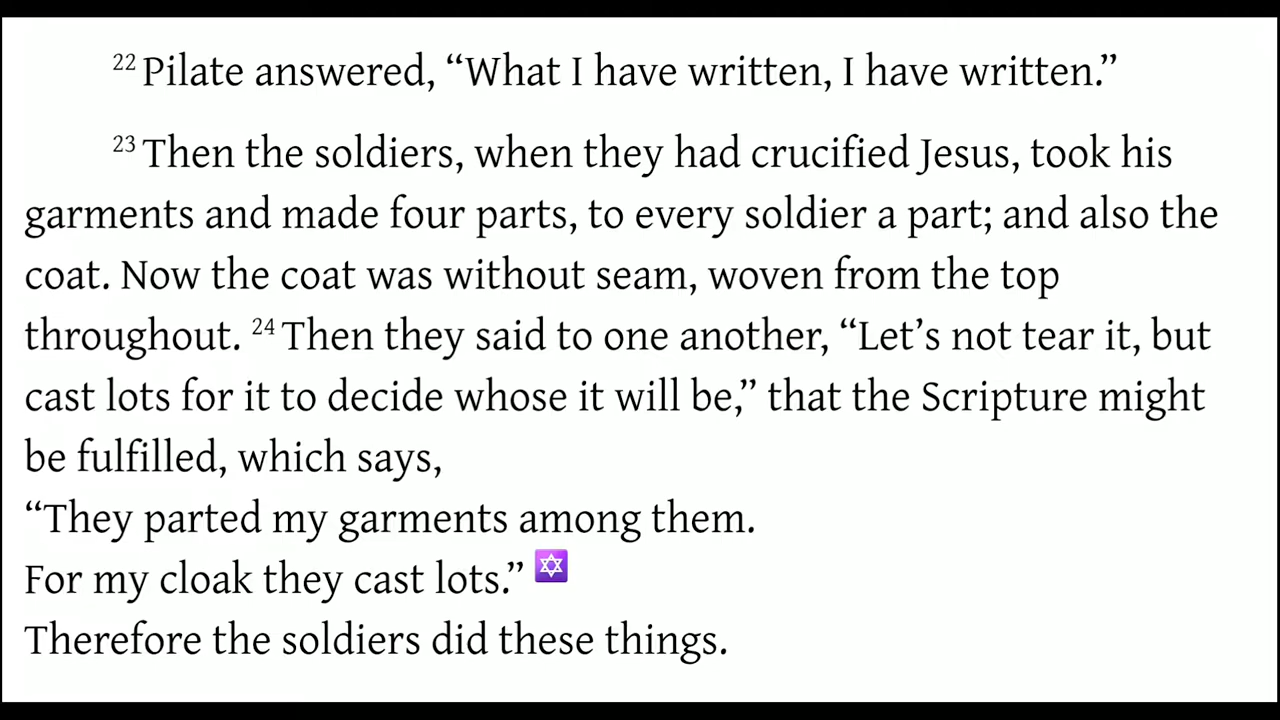 22 Pilate answered, “What I have written, I have written.”
23 Then the soldiers, when they had crucified Jesus, took his
garments and made four parts, to every soldier a part; and also the
coat. Now the coat was without seam, woven from the top
throughout. 24 Then they said to one another, “Let’s not tear it, but
cast lots for it to decide whose it will be,” that the Scripture might
be fulfilled, which says,
“They parted my garments among them.
For my cloak they cast lots.” 🔯
Therefore the soldiers did these things.